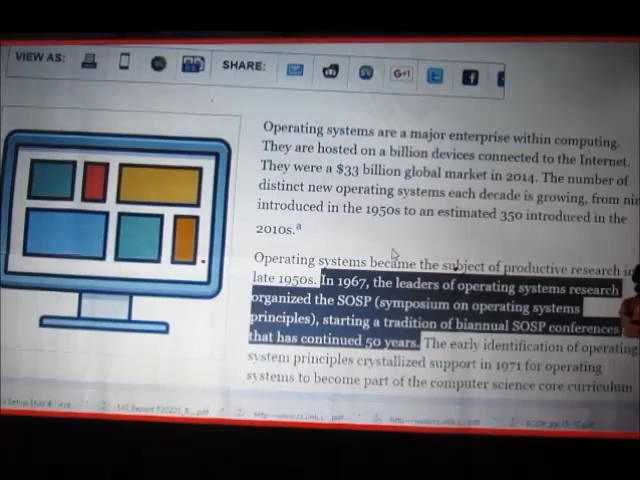 VIEW AS:
SHARE:
G+1
Operating systems are a major enterprise within computing.
They are hosted on a billion devices connected to the Internet.
They were a $33 billion global market in 2014. The number of
distinct new operating systems each decade is growing, from nin
introduced in the 1950s to an estimated 350 introduced in the
2010s.a
Operating systems became the subject of productive research in
late 1950s. In 1967, the leaders of operating systems research
organized the SOSP (symposium on operating systems
principles), starting a tradition of biannual SOSP conferences
that has continued 50 years. The early identification of operating
system principles crystallized support in 1971 for operating
systems to become part of the computer science core curriculum